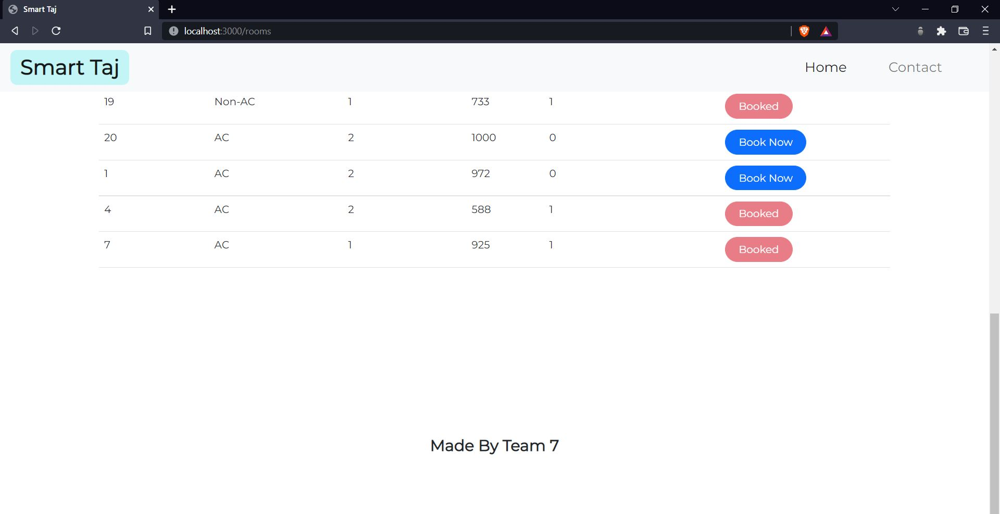 Smart Taj
localhost:3000/rooms
Smart Taj Home Contact
19 Non-AC 1 733 1 Booked
20 AC 2 1000 0 Book Now
1 AC 2 972 0 Book Now
4 AC 2 588 1 Booked
7 AC 1 925 1 Booked
Made By Team 7